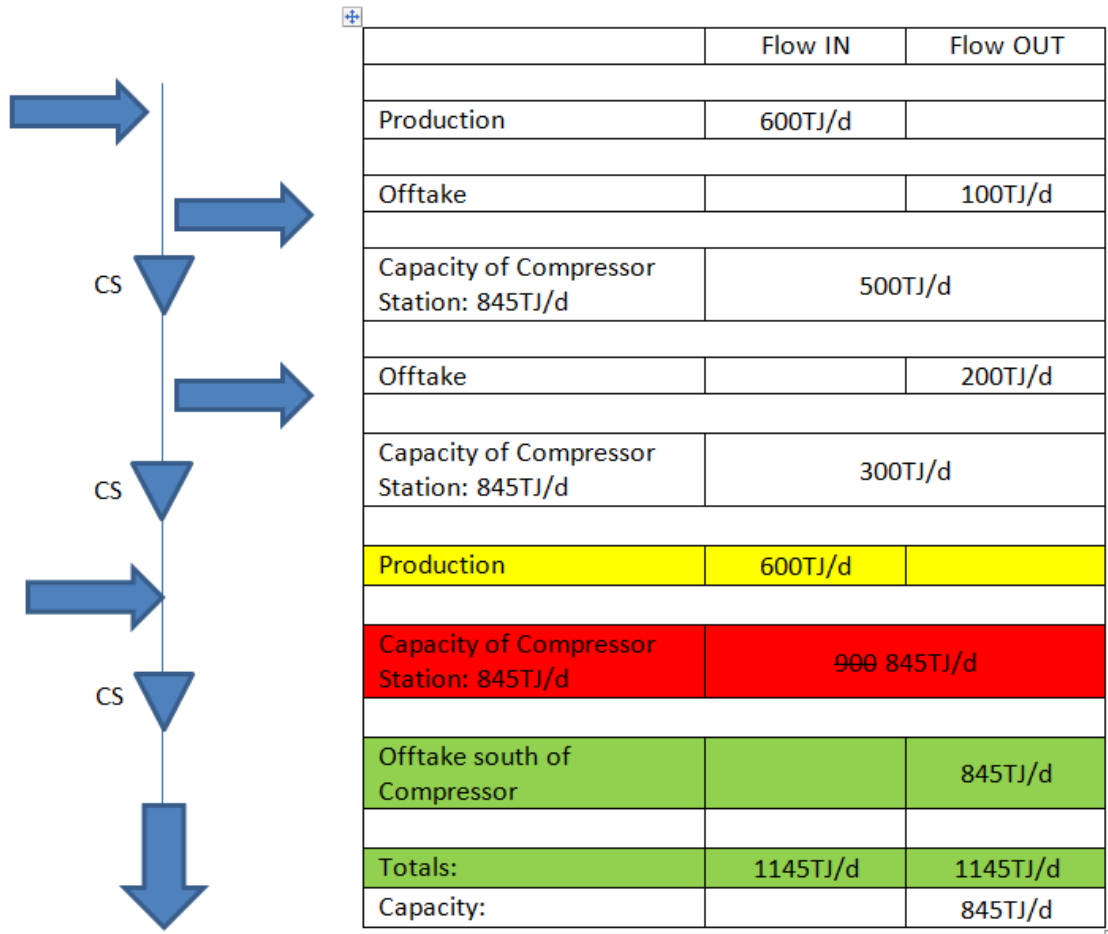 Flow IN Flow OUT
Production 600TJ/d
Offtake 100TJ/d
CS
Capacity of Compressor
Station: 845TJ/d
500TJ/d
Offtake 200TJ/d
CS
Capacity of Compressor
Station: 845TJ/d
300TJ/d
Production 600TJ/d
CS
Capacity of Compressor
Station: 845TJ/d
900 845TJ/d
Offtake south of
Compressor
845TJ/d
Totals: 1145TJ/d 1145TJ/d
Capacity: 845TJ/d